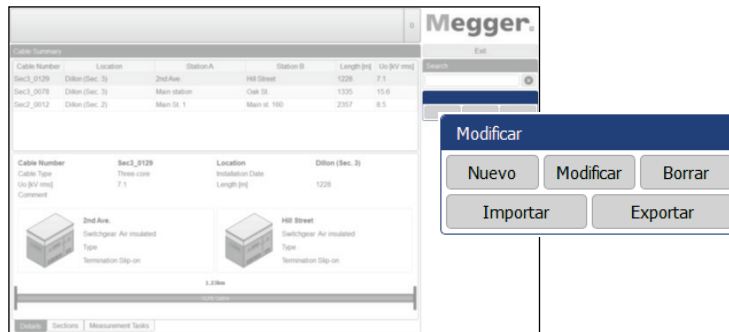 Megger.
Exit
Cable Summary
Search
Cable Number Location Station A Station B Length [m] Uo [kV rms]
Sec3_0129 Dillon (Sec. 3) 2nd Ave. Hill Street 1228 7.1
Sec3_0078 Dillon (Sec. 3) Main station Oak St. 1335 15.6
Sec2_0012 Dillon (Sec. 2) Main St. 1 Main st. 160 2357 8.5
Modificar
Nuevo Modificar Borrar
Importar Exportar
Cable Number Sec3_0129 Location Dillon (Sec. 3)
Cable Type Three-core Installation Date
Uo [kV rms] 7.1 Length [m] 1228
Comment
2nd Ave. Hill Street
Switchgear Air insulated Switchgear Air insulated
Type Type
Termination Slip-on Termination Slip-on
Details Sections Measurement Tasks